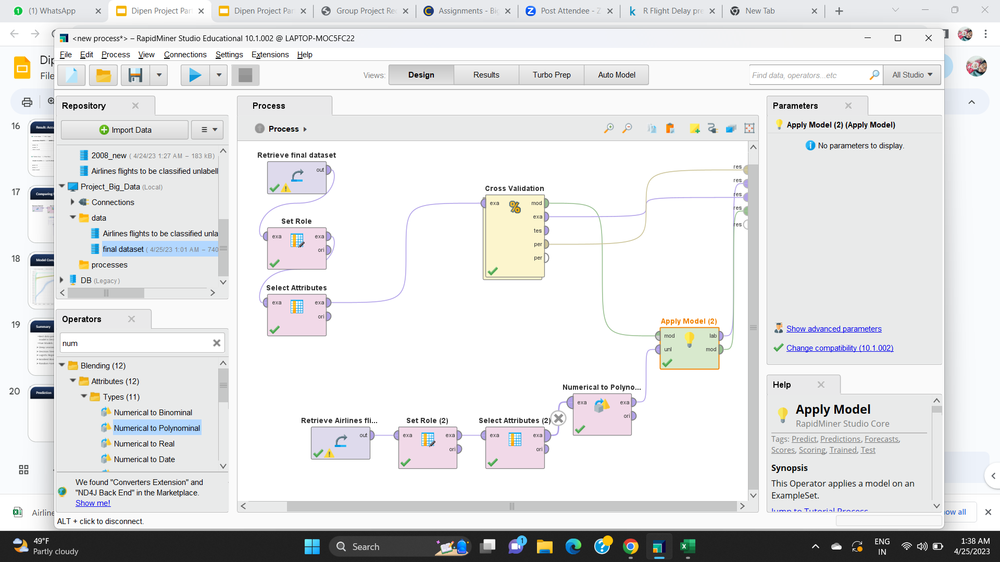 (1) WhatsApp
Dipen Project Par
Dipen Project Par
Group Project Re
Assignments - Big
Post Attendee - Z
R Flight Delay pre
New Tab
<new process*> – RapidMiner Studio Educational 10.1.002 @ LAPTOP-MOC5FC22
File Edit Process View Connections Settings Extensions Help
Dip
File
Views:
Design
Results
Turbo Prep
Auto Model
Find data, operators...etc
All Studio
Repository
Import Data
2008_new ( 4/24/23 1:27 AM – 183 kB)
Airlines flights to be classified unlabell
Project_Big_Data (Local)
Connections
data
Airlines flights to be classified unla
final dataset ( 4/25/23 1:01 AM – 740
processes
DB (Legacy)
Operators
num
Blending (12)
Attributes (12)
Types (11)
Numerical to Binominal
Numerical to Polynominal
Numerical to Real
Numerical to Date
We found "Converters Extension" and
"ND4J Back End" in the Marketplace.
Show me!
ALT + click to disconnect.
16
17
18
19
20
Summary
Prediction
Airline
Process
Process
Retrieve final dataset
out
Set Role
exa
exa
ori
Select Attributes
exa
exa
ori
Cross Validation
exa
mod
exa
tes
per
per
res
res
res
res
res
Apply Model (2)
mod
lab
unl
mod
Numerical to Polyno...
exa
exa
ori
Retrieve Airlines fli...
out
Set Role (2)
exa
exa
ori
Select Attributes (2)
exa
exa
ori
Parameters
Apply Model (2) (Apply Model)
No parameters to display.
Show advanced parameters
Change compatibility (10.1.002)
Help
Apply Model
RapidMiner Studio Core
Tags: Predict, Predictions, Forecasts,
Scores, Scoring, Trained, Test
Synopsis
This Operator applies a model on an
ExampleSet.
Jump to Tutorial Process
ow all
49°F
Partly cloudy
Search
1
ENG
IN
1:38 AM
4/25/2023